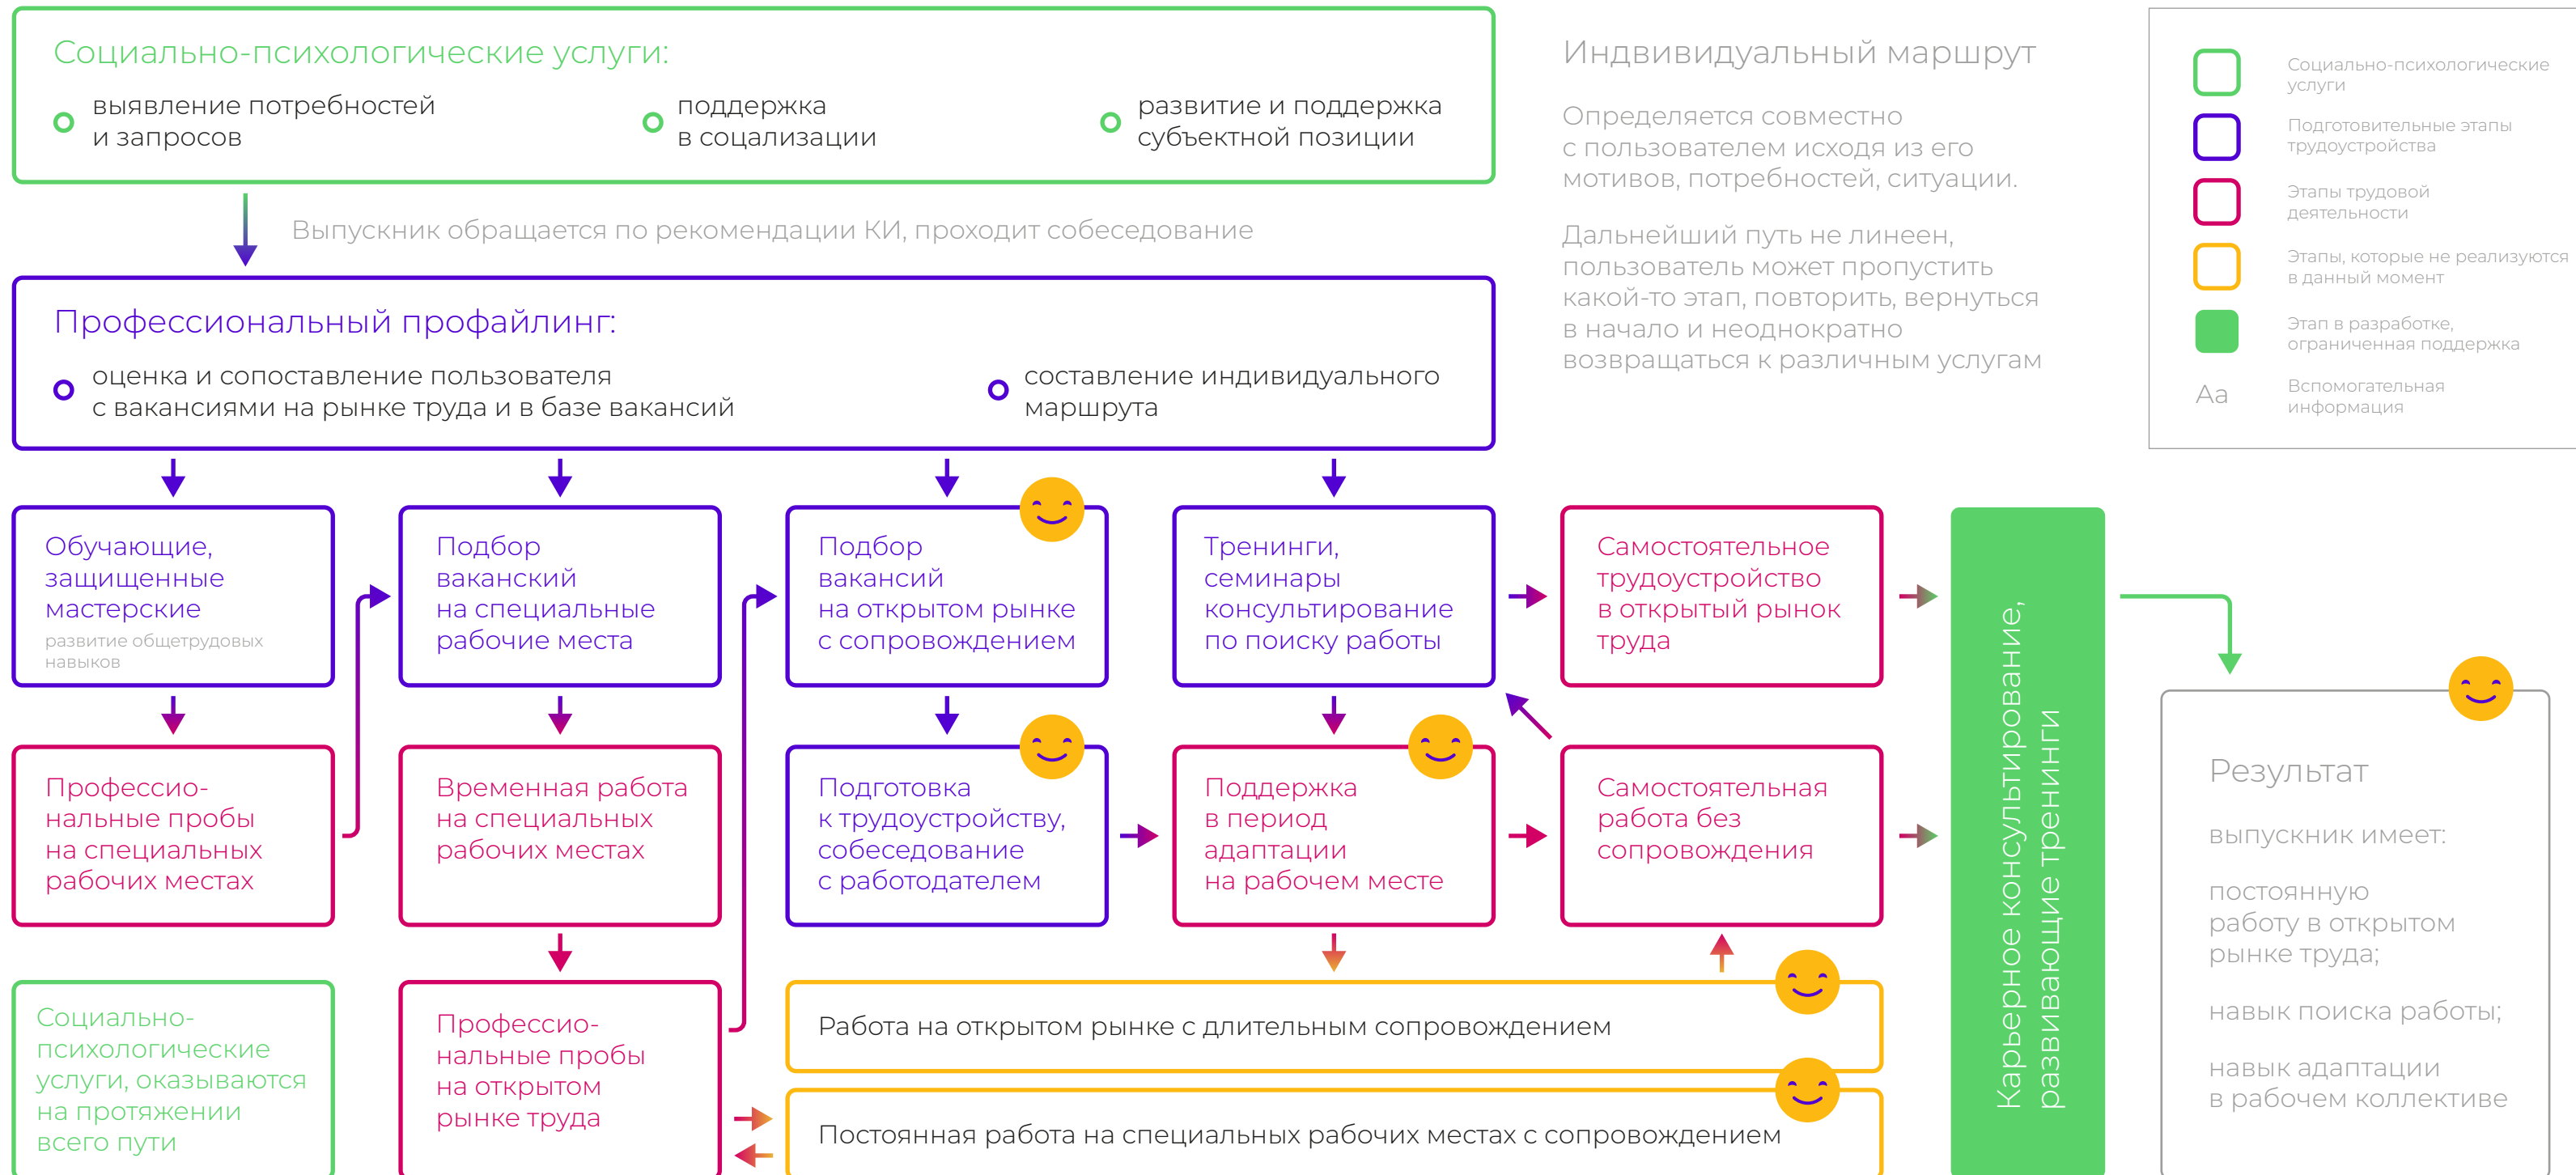 Социально-психологические услуги:
выявление потребностей
и запросов
поддержка
в соцализации
развитие и поддержка
субъектной позиции
Индвивидуальный маршрут
Определяется совместно
с пользователем исходя из его
мотивов, потребностей, ситуации.
Дальнейший путь не линеен,
пользователь может пропустить
какой-то этап, повторить, вернуться
в начало и неоднократно
возвращаться к различным услугам
Социально-психологические
услуги
Подготовительные этапы
трудоустройства
Этапы трудовой
деятельности
Этапы, которые не реализуются
в данный момент
Этап в разработке,
ограниченная поддержка
Аа
Вспомогательная
информация
Выпускник обращается по рекомендации КИ, проходит собеседование
Профессиональный профайлинг:
оценка и сопоставление пользователя
с вакансиями на рынке труда и в базе вакансий
составление индивидуального
маршрута
Обучающие,
защищенные
мастерские
развитие общетрудовых
навыков
Подбор
ваканский
на специальные
рабочие места
Подбор
вакансий
на открытом рынке
с сопровождением
Тренинги,
семинары
консультирование
по поиску работы
Самостоятельное
трудоустройство
в открытый рынок
труда
Профессио-
нальные пробы
на специальных
рабочих местах
Временная работа
на специальных
рабочих местах
Подготовка
к трудоустройству,
собеседование
с работодателем
Поддержка
в период
адаптации
на рабочем месте
Самостоятельная
работа без
сопровождения
Социально-
психологические
услуги, оказываются
на протяжении
всего пути
Профессио-
нальные пробы
на открытом
рынке труда
Работа на открытом рынке с длительным сопровождением
Постоянная работа на специальных рабочих местах с сопровождением
Карьерное консультирование,
развивающие тренинги
Результат
выпускник имеет:
постоянную
работу в открытом
рынке труда;
навык поиска работы;
навык адаптации
в рабочем коллективе